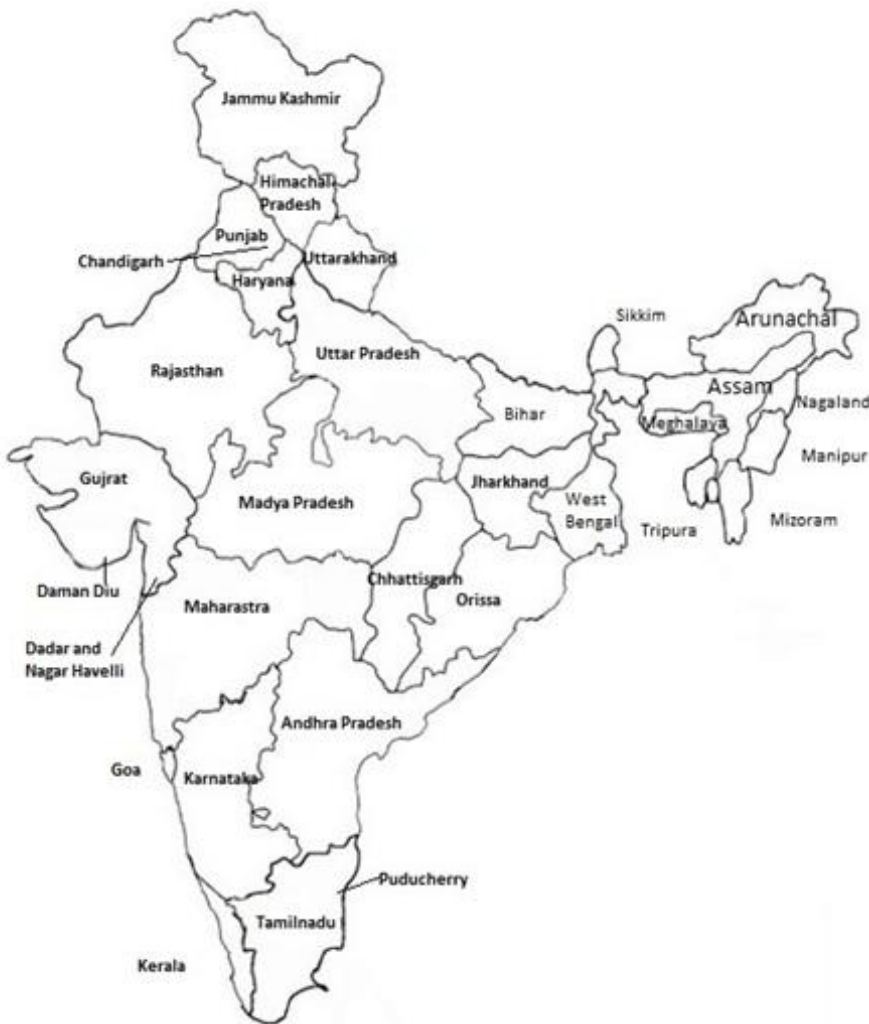 Jammu Kashmir
Himachal
Pradesh
Punjab
Chandigarh
Uttarakhand
Haryana
Sikkim
Arunachal
Uttar Pradesh
Rajasthan
Assam
Nagaland
Bihar
Meghalaya
Manipur
Gujrat
Jharkhand
Madya Pradesh
West
Bengal
Tripura
Mizoram
Daman Diu
Chhattisgarh
Maharastra
Orissa
Dadar and
Nagar Havelli
Andhra Pradesh
Goa
Karnataka
Puducherry
Tamilnadu
Kerala